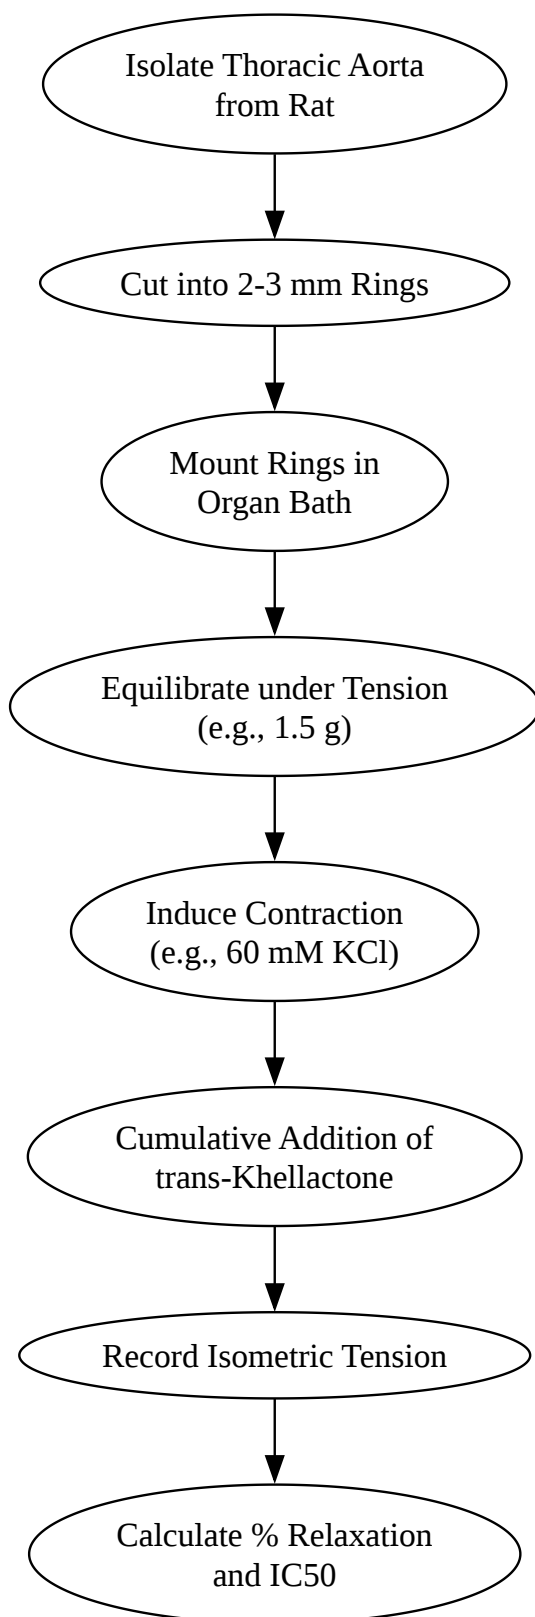 Isolate Thoracic Aorta
from Rat
Cut into 2-3 mm Rings
Mount Rings in
Organ Bath
Equilibrate under Tension
(e.g., 1.5 g)
Induce Contraction
(e.g., 60 mM KCl)
Cumulative Addition of
trans-Khellactone
Record Isometric Tension
Calculate % Relaxation
and IC50